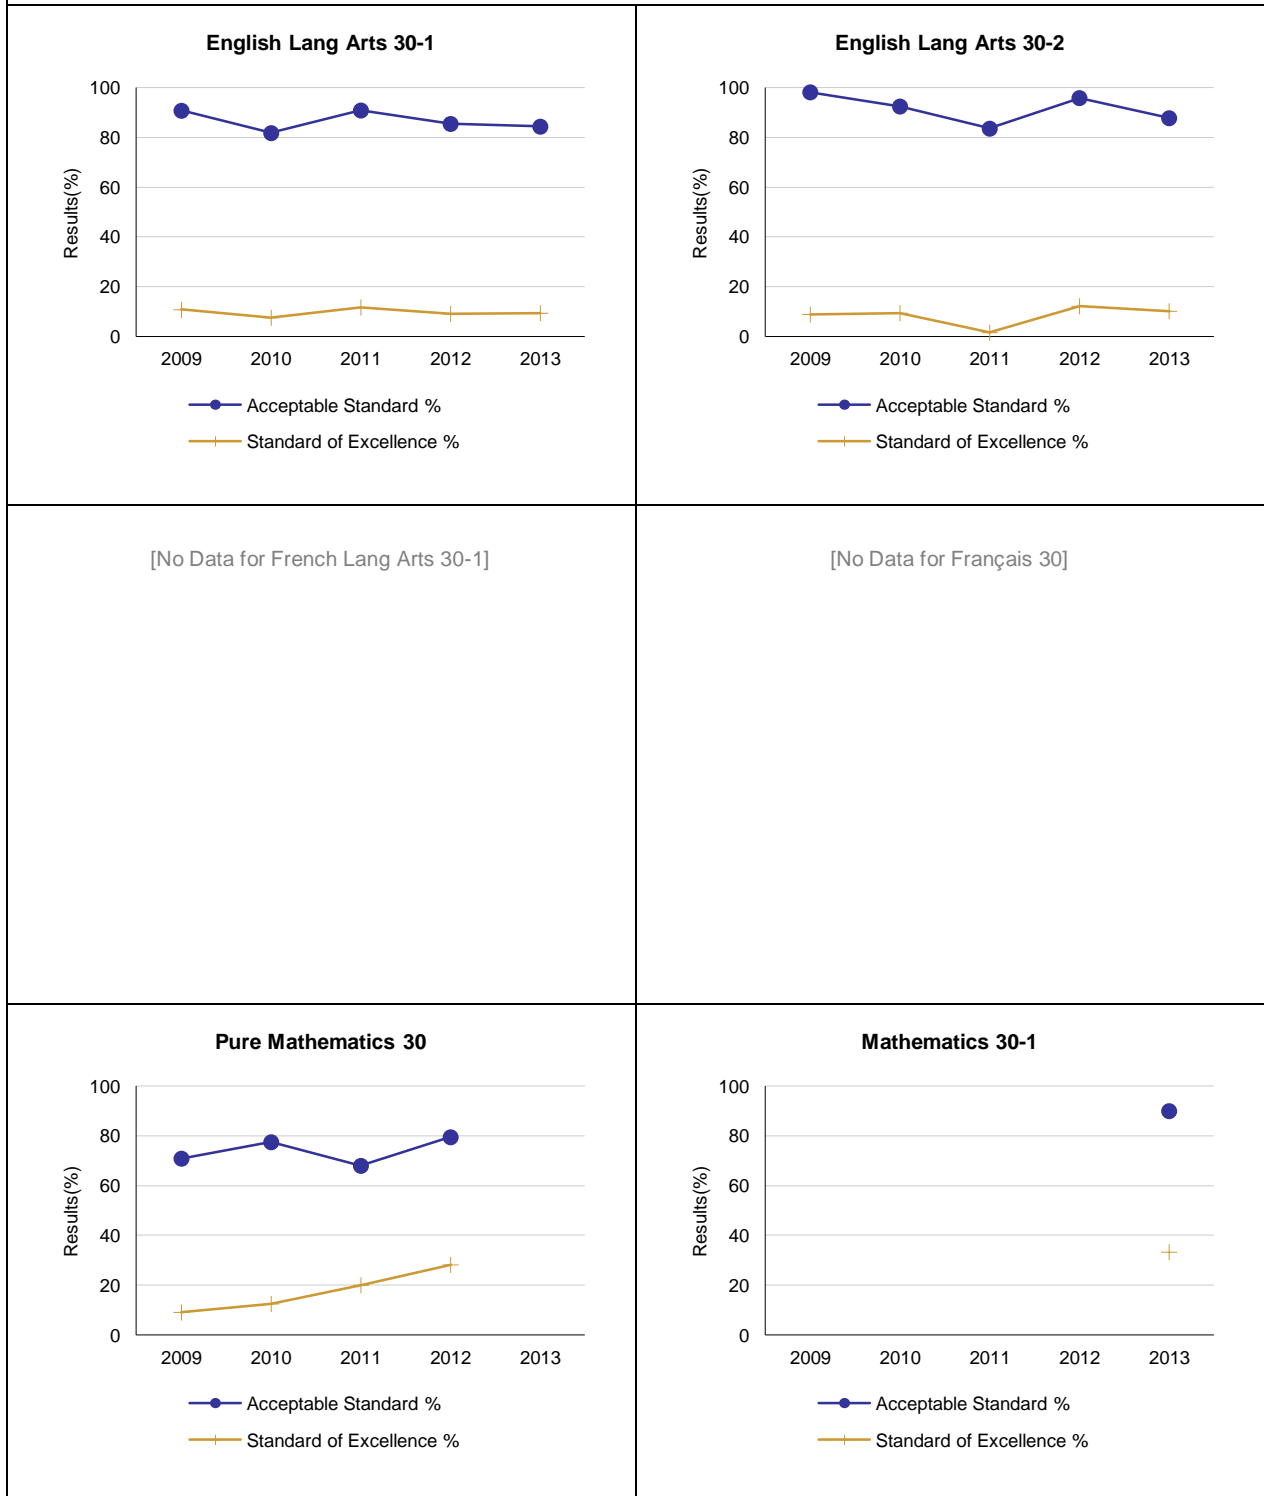 English Lang Arts 30-1
Results(%)
100
80
60
40
20
0
2009 2010 2011 2012 2013
Acceptable Standard %
Standard of Excellence %
English Lang Arts 30-2
Results(%)
100
80
60
40
20
0
2009 2010 2011 2012 2013
Acceptable Standard %
Standard of Excellence %
[No Data for French Lang Arts 30-1]
[No Data for Français 30]
Pure Mathematics 30
Results(%)
100
80
60
40
20
0
2009 2010 2011 2012 2013
Acceptable Standard %
Standard of Excellence %
Mathematics 30-1
Results(%)
100
80
60
40
20
0
2009 2010 2011 2012 2013
Acceptable Standard %
Standard of Excellence %